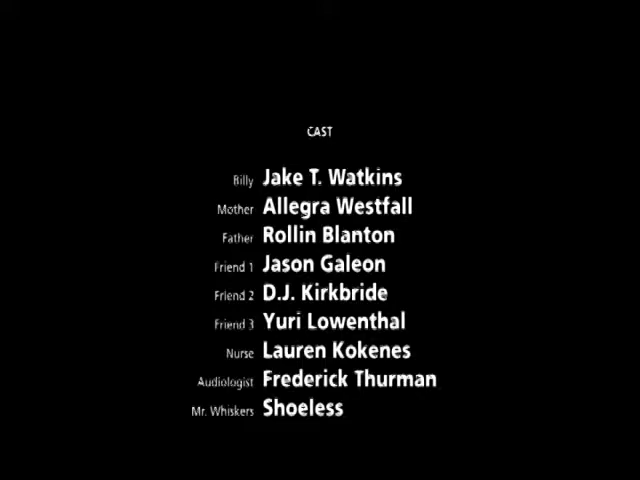 CAST
Billy Jake T. Watkins
Mother Allegra Westfall
Father Rollin Blanton
Friend 1 Jason Galeon
Friend 2 D.J. Kirkbride
Friend 3 Yuri Lowenthal
Nurse Lauren Kokenes
Audiologist Frederick Thurman
Mr. Whiskers Shoeless